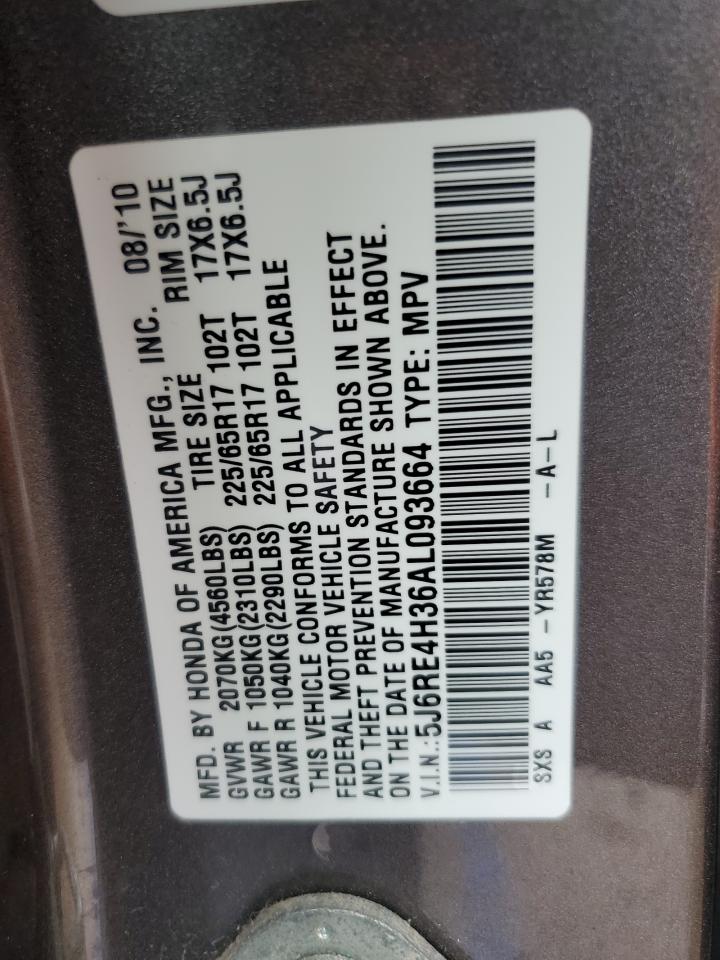 MFD. BY HONDA OF AMERICA MFG., INC. 08/'10
GVWR 2070KG(4560LBS) TIRE SIZE RIM SIZE
GAWR F 1050KG(2310LBS) 225/65R17 102T 17X6.5J
GAWR R 1040KG(2290LBS) 225/65R17 102T 17X6.5J
THIS VEHICLE CONFORMS TO ALL APPLICABLE
FEDERAL MOTOR VEHICLE SAFETY
AND THEFT PREVENTION STANDARDS IN EFFECT
ON THE DATE OF MANUFACTURE SHOWN ABOVE.
V.I.N.:5J6RE4H36AL093664 TYPE: MPV
SXS A AA5 -YR578M -A-L